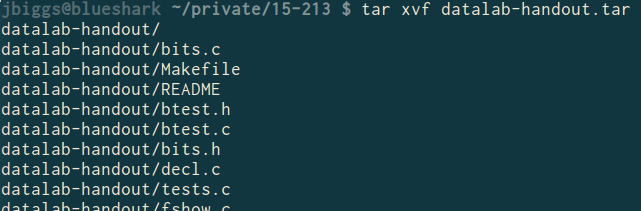 jbiggs@blueshark ~/private/15-213 $ tar xvf datalab-handout.tar
datalab-handout/
datalab-handout/bits.c
datalab-handout/Makefile
datalab-handout/README
datalab-handout/btest.h
datalab-handout/btest.c
datalab-handout/bits.h
datalab-handout/decl.c
datalab-handout/tests.c
datalab-handout/fshow.c